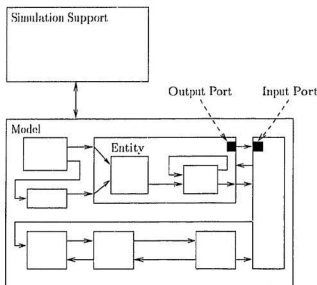 Simulation Support
Output Port
Input Port
Model
Entity